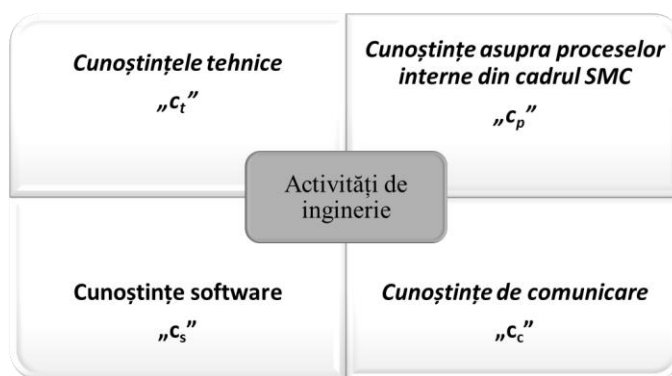 Cunoștințele tehnice
„cₜ”
Cunoștințe asupra proceselor
interne din cadrul SMC
„cₚ”
Activități de
inginerie
Cunoștințe software
„cₛ”
Cunoștințe de comunicare
„c꜀”